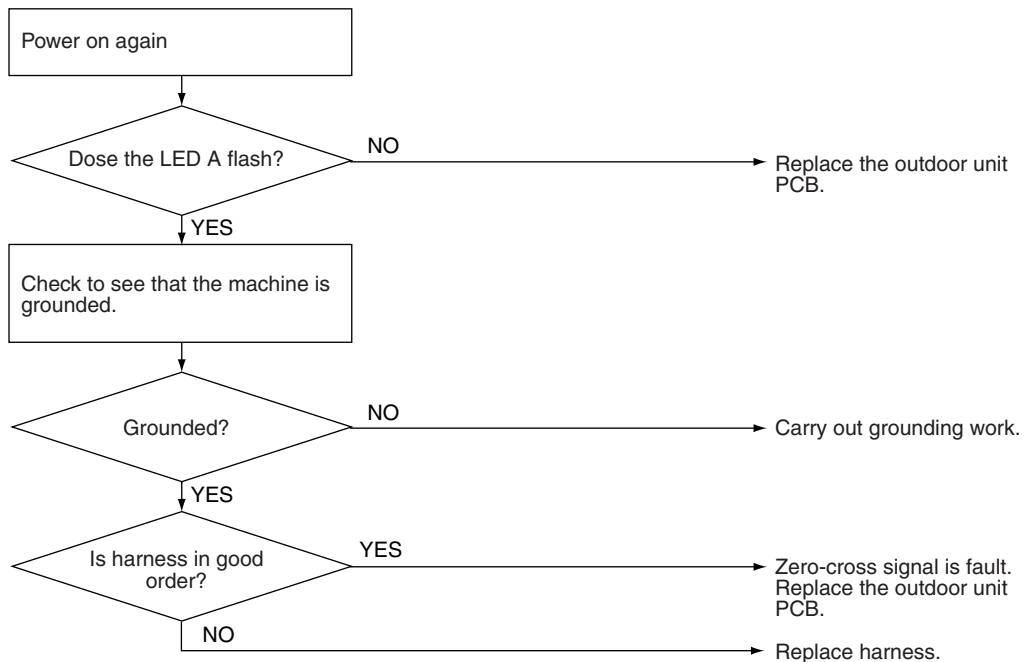 Power on again
Dose the LED A flash?
NO
Replace the outdoor unit
PCB.
YES
Check to see that the machine is
grounded.
Grounded?
NO
Carry out grounding work.
YES
Is harness in good
order?
YES
Zero-cross signal is fault.
Replace the outdoor unit
PCB.
NO
Replace harness.